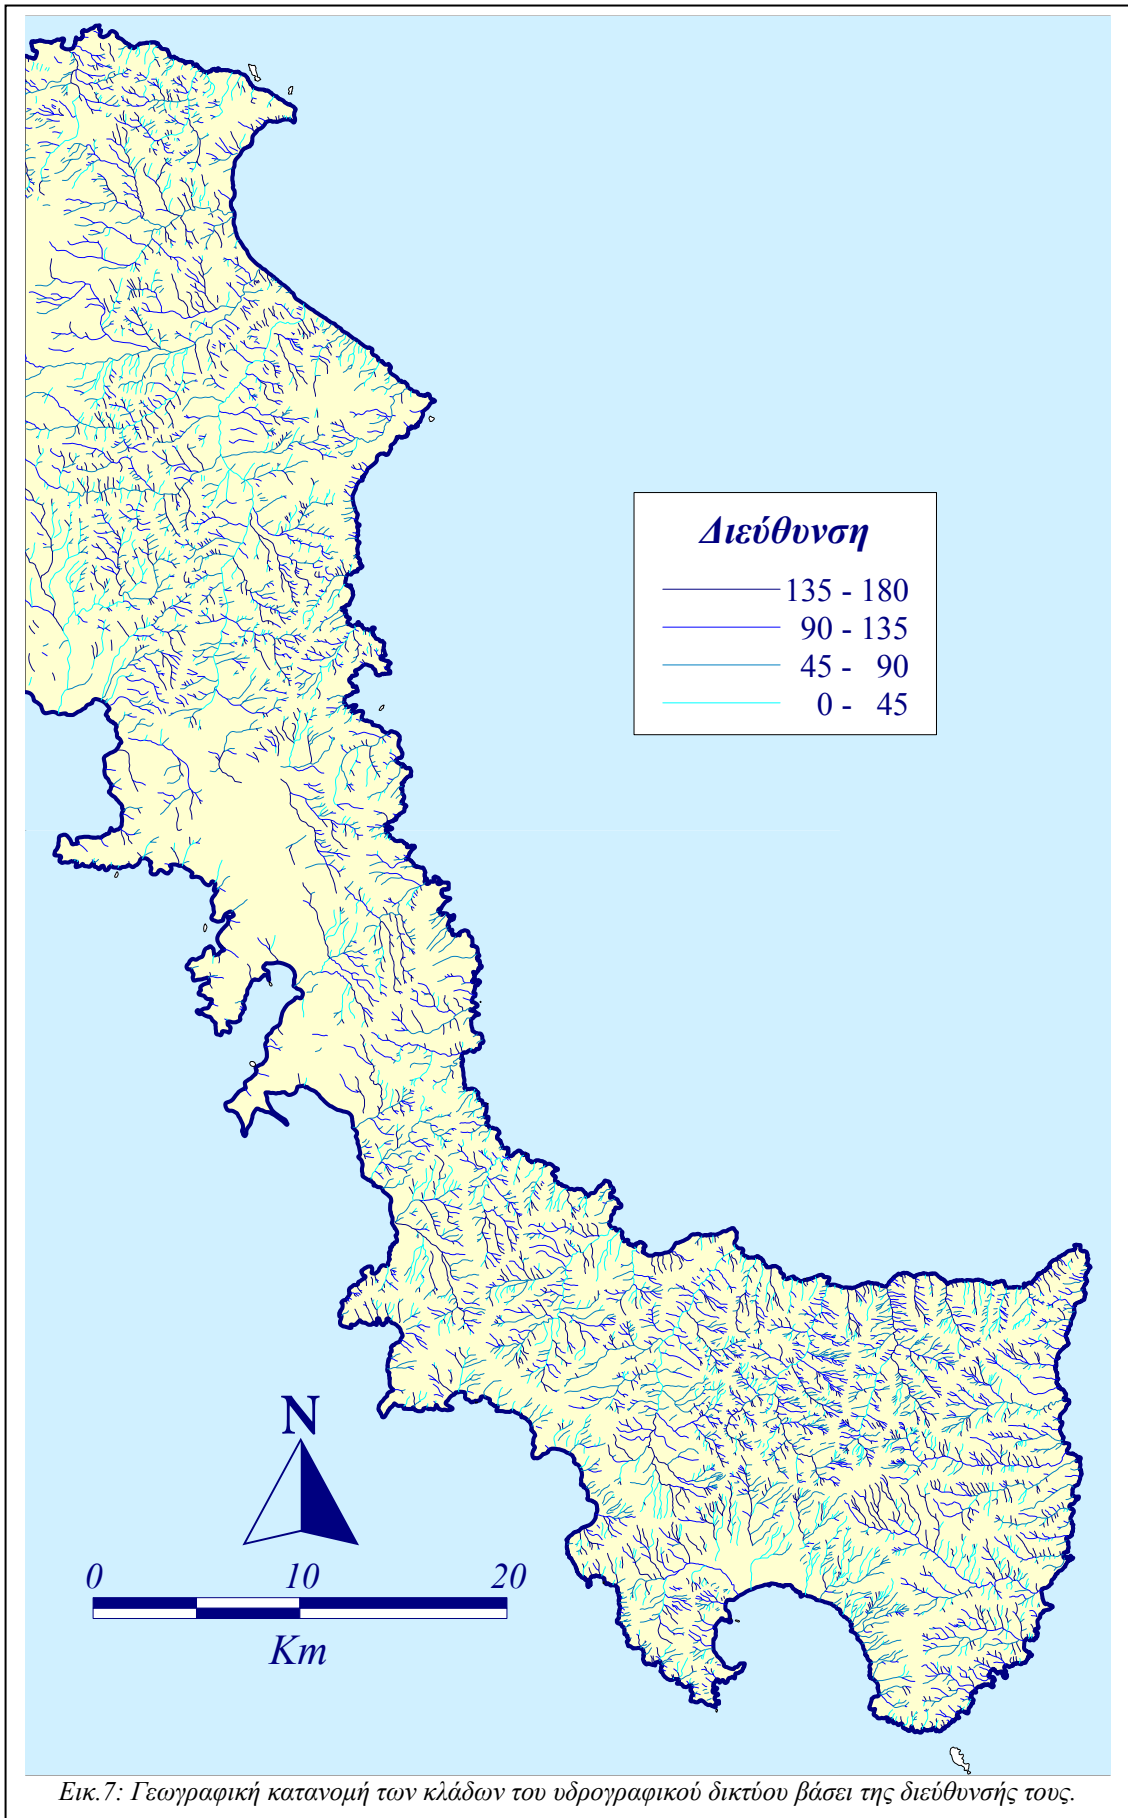 Διεύθυνση
135 - 180
90 - 135
45 - 90
0 - 45
N
0 10 20
Km
Εικ.7: Γεωγραφική κατανομή των κλάδων του υδρογραφικού δικτύου βάσει της διεύθυνσής τους.